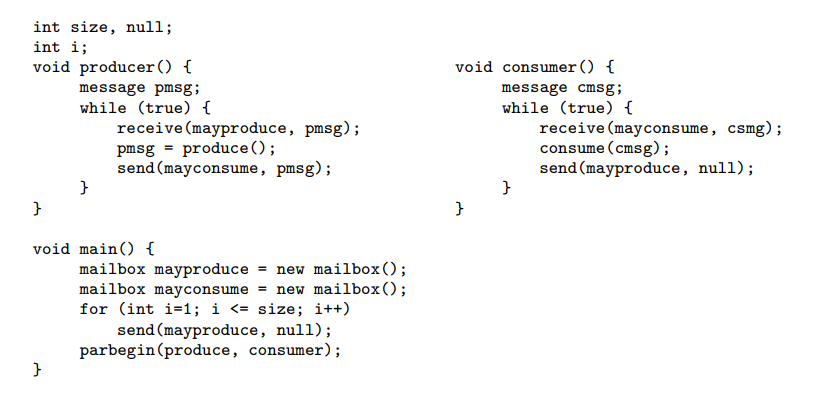 int size, null;
int i;
void producer() {
message pmsg;
while (true) {
receive(mayproduce, pmsg);
pmsg = produce();
send(mayconsume, pmsg);
}
}
void consumer() {
message cmsg;
while (true) {
receive(mayconsume, csmg);
consume(cmsg);
send(mayproduce, null);
}
}
void main() {
mailbox mayproduce = new mailbox();
mailbox mayconsume = new mailbox();
for (int i=1; i <= size; i++)
send(mayproduce, null);
parbegin(produce, consumer);
}